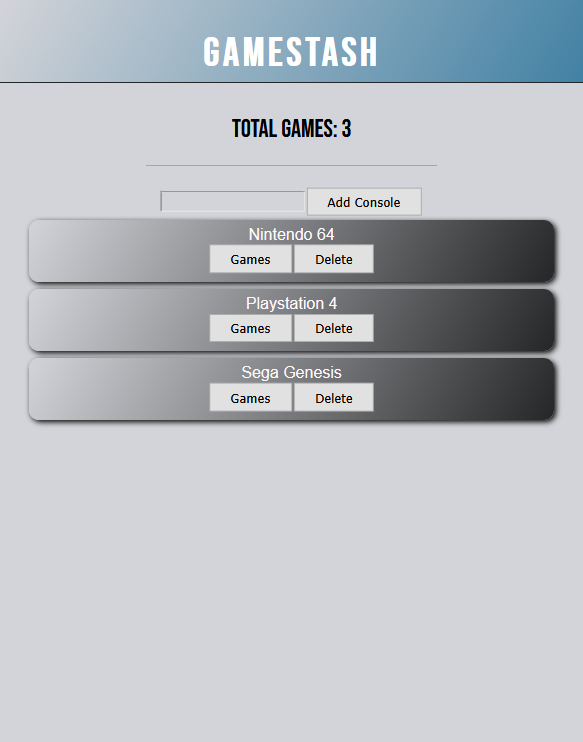 GAMESTASH
TOTAL GAMES: 3
Add Console
Nintendo 64
Games Delete
Playstation 4
Games Delete
Sega Genesis
Games Delete